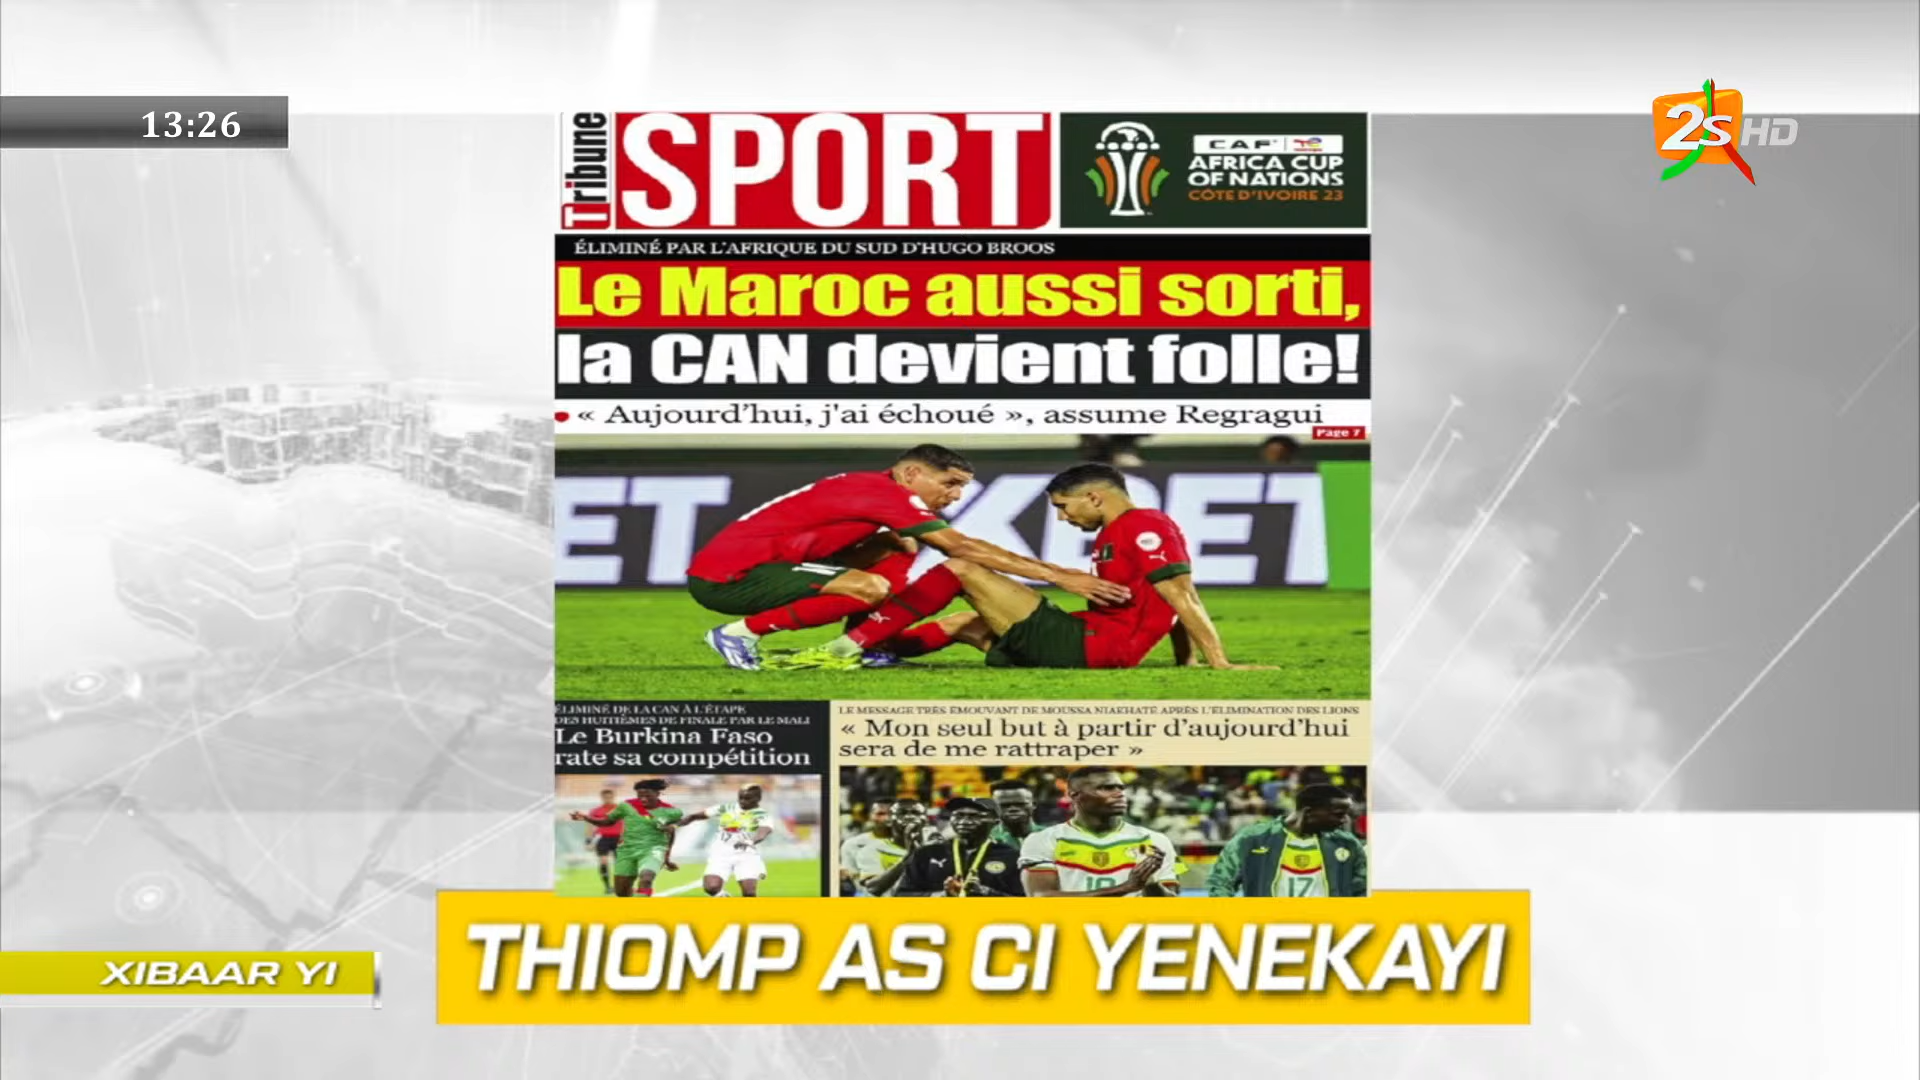 13:26
2S HD
Tribune
SPORT
CAF
AFRICA CUP
OF NATIONS
CÔTE D'IVOIRE 23
ÉLIMINÉ PAR L'AFRIQUE DU SUD D'HUGO BROOS
Le Maroc aussi sorti,
la CAN devient folle!
• « Aujourd'hui, j'ai échoué », assume Regragui
Page 7
ET
XBET
ÉLIMINÉ DE LA CAN À L'ÉTAPE
DES HUITIÈMES DE FINALE PAR LE MALI
Le Burkina Faso
rate sa compétition
LE MESSAGE TRÈS ÉMOUVANT DE MOUSSA NIAKHATÉ APRÈS L'ÉLIMINATION DES LIONS
« Mon seul but à partir d'aujourd'hui
sera de me rattraper »
17
THIOMP AS CI YENEKAYI
XIBAAR YI